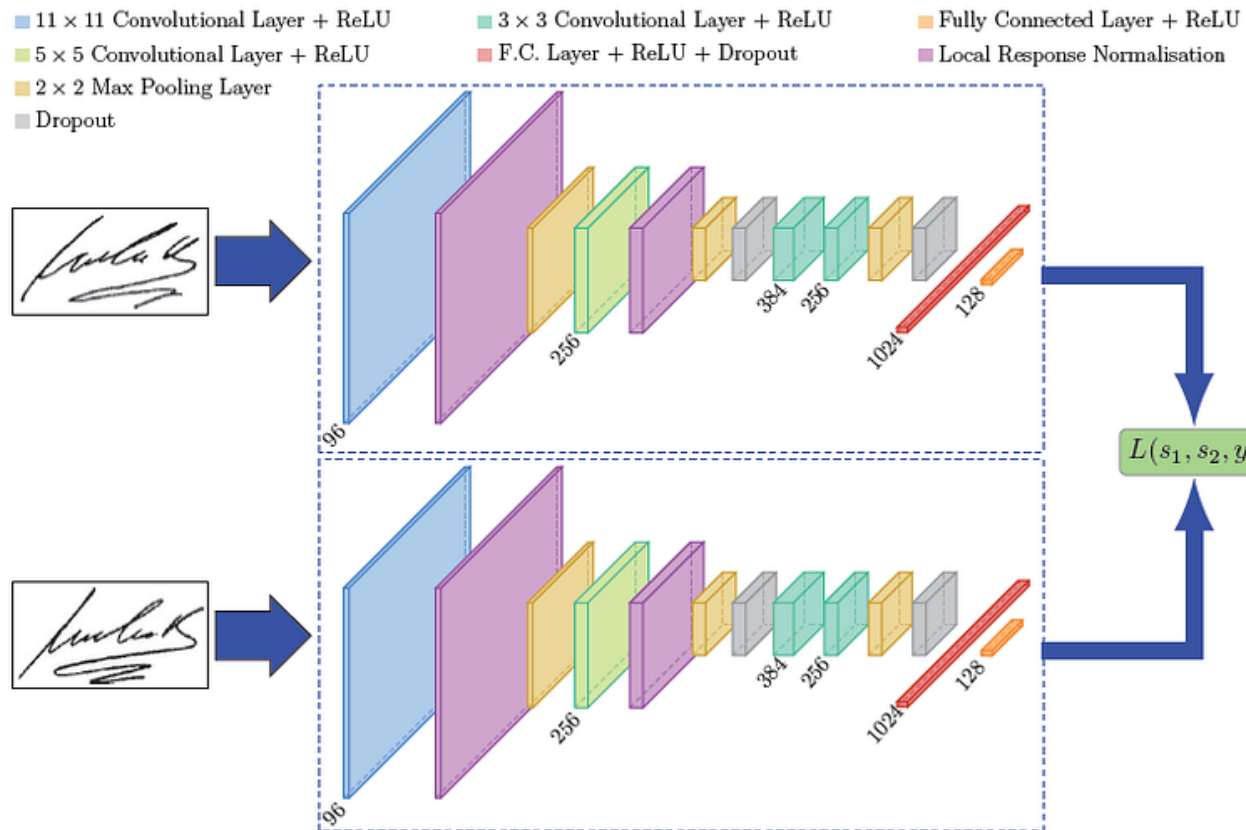 11 × 11 Convolutional Layer + ReLU
3 × 3 Convolutional Layer + ReLU
Fully Connected Layer + ReLU
5 × 5 Convolutional Layer + ReLU
F.C. Layer + ReLU + Dropout
Local Response Normalisation
2 × 2 Max Pooling Layer
Dropout
96
256
384
256
1024
128
L(s₁, s₂, y
96
256
384
256
1024
128